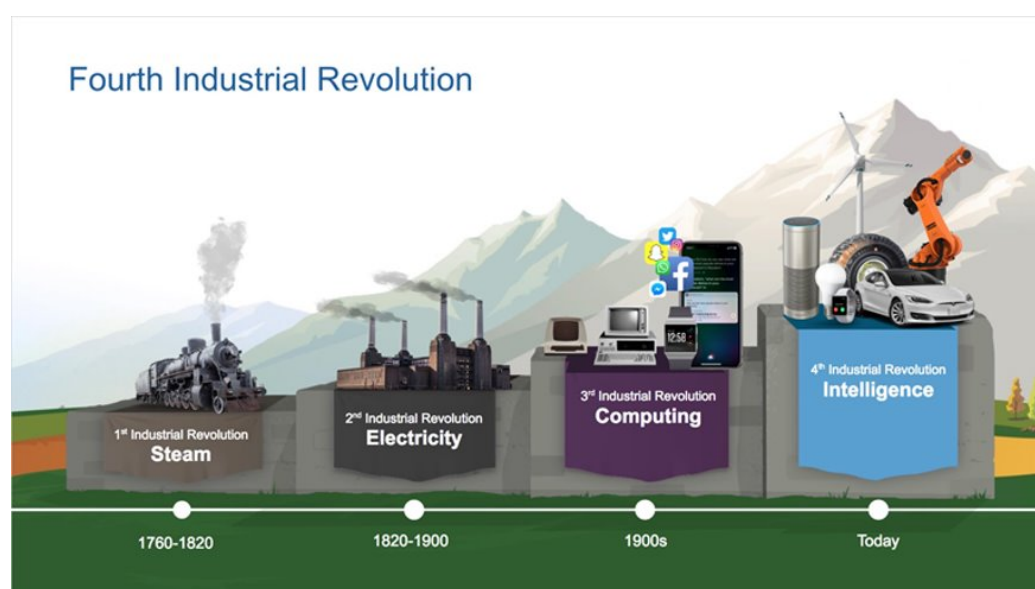 Fourth Industrial Revolution
1st Industrial Revolution
Steam
2nd Industrial Revolution
Electricity
3rd Industrial Revolution
Computing
12:58
4th Industrial Revolution
Intelligence
1760-1820
1820-1900
1900s
Today